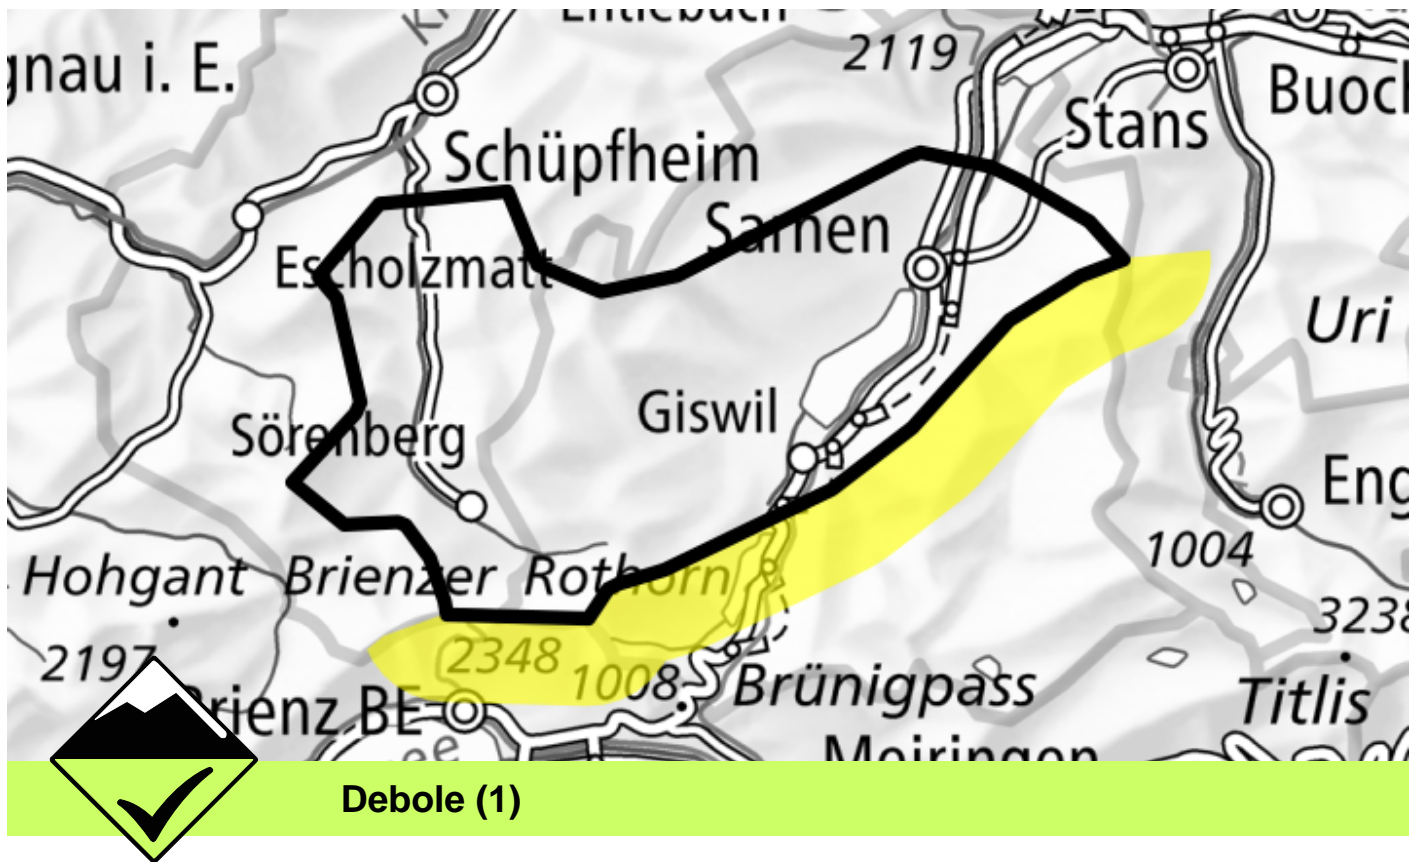 Entlebuch
2119
gnau i. E.
Buoch
Stans
Schüpfheim
Sarnen
Escholzmatt
Uri
Giswil
Sörenberg
Eng
1004
Hohgant Brienzer Rothorn
3238
2197
2348
1008
Brünigpass
Titlis
Brienz BE
ee
Meiringen
Debole (1)